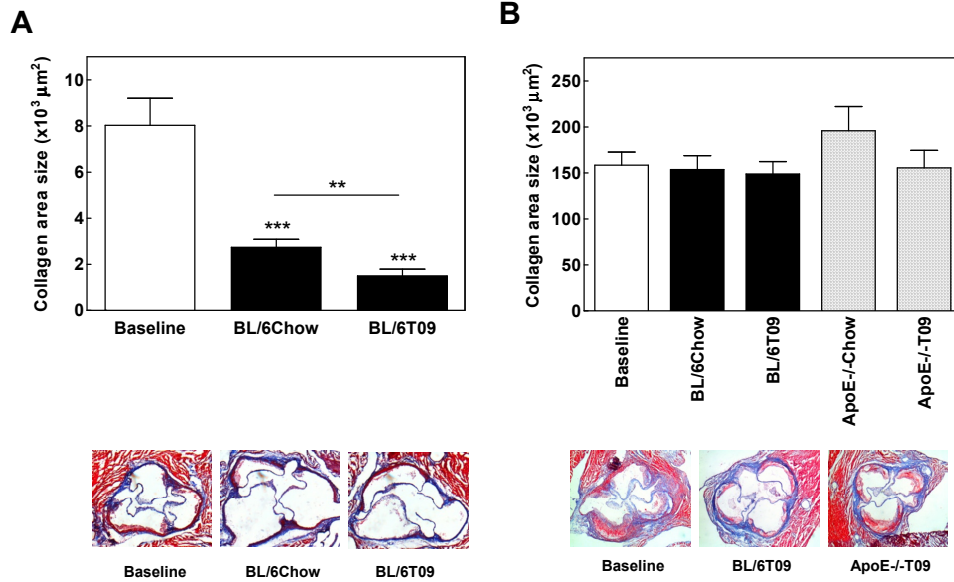 A
Collagen area size (x10³ µm²)
10
8
6
4
2
0
**
***
***
Baseline
BL/6Chow
BL/6T09
Baseline
BL/6Chow
BL/6T09
B
Collagen area size (x10³ µm²)
250
200
150
100
50
0
Baseline
BL/6Chow
BL/6T09
ApoE-/-Chow
ApoE-/-T09
Baseline
BL/6T09
ApoE-/-T09